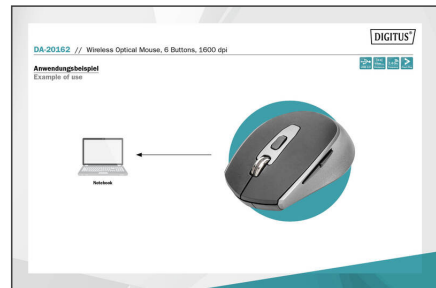 DIGITUS®
DA-20162 // Wireless Optical Mouse, 6 Buttons, 1600 dpi
Anwendungsbeispiel
Example of use
Notebook